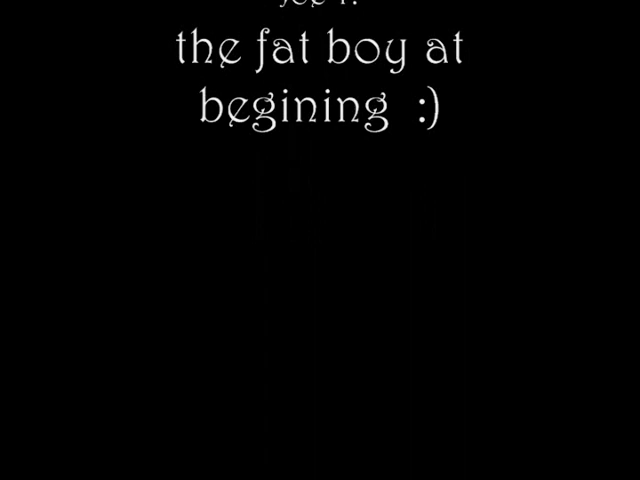 the fat boy at
begining :)